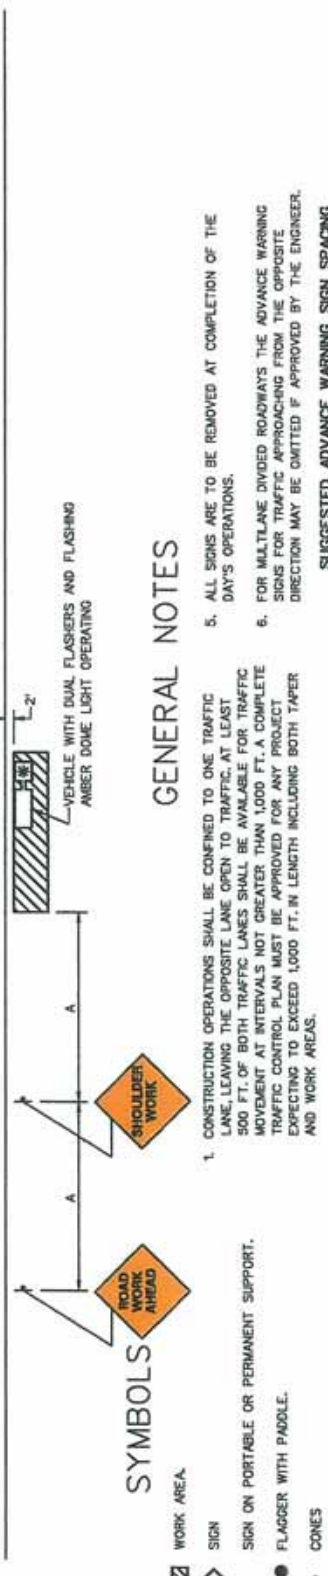 2'
VEHICLE WITH DUAL FLASHERS AND FLASHING
AMBER DOME LIGHT OPERATING
A
A
SHOULDER
WORK
ROAD
WORK
AHEAD
SYMBOLS
WORK AREA.
SIGN
SIGN ON PORTABLE OR PERMANENT SUPPORT.
FLAGGER WITH PADDLE.
CONES
GENERAL NOTES
1. CONSTRUCTION OPERATIONS SHALL BE CONFINED TO ONE TRAFFIC
LANE, LEAVING THE OPPOSITE LANE OPEN TO TRAFFIC. AT LEAST
500 FT. OF BOTH TRAFFIC LANES SHALL BE AVAILABLE FOR TRAFFIC
MOVEMENT AT INTERVALS NOT GREATER THAN 1,000 FT. A COMPLETE
TRAFFIC CONTROL PLAN MUST BE APPROVED FOR ANY PROJECT
EXPECTING TO EXCEED 1,000 FT. IN LENGTH INCLUDING BOTH TAPER
AND WORK AREAS.
5. ALL SIGNS ARE TO BE REMOVED AT COMPLETION OF THE
DAY'S OPERATIONS.
6. FOR MULTILANE DIVIDED ROADWAYS THE ADVANCE WARNING
SIGNS FOR TRAFFIC APPROACHING FROM THE OPPOSITE
DIRECTION MAY BE OMITTED IF APPROVED BY THE ENGINEER.
SUGGESTED ADVANCE WARNING SIGN SPACING